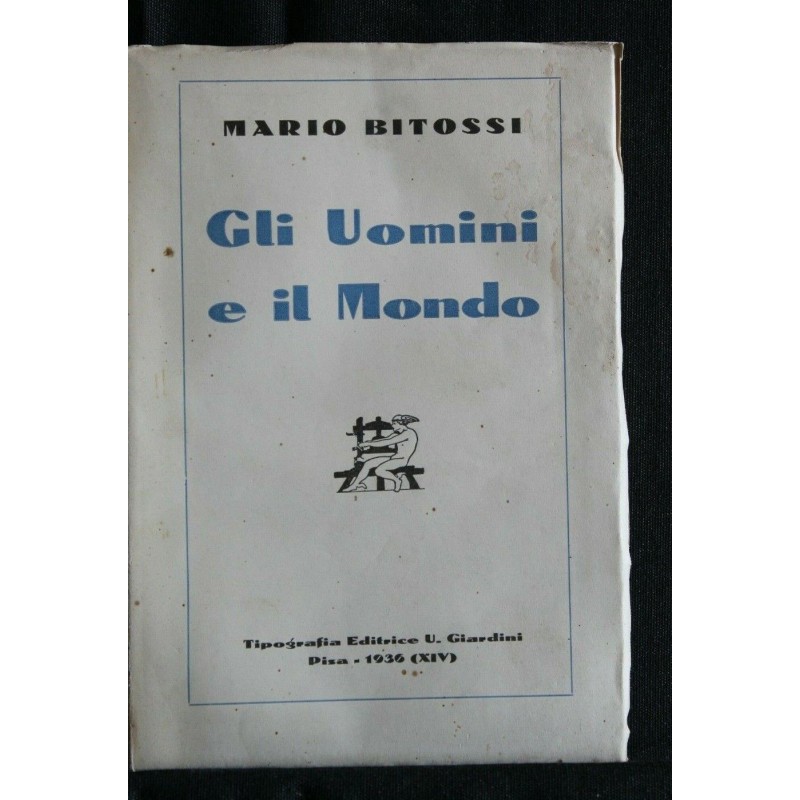 MARIO BITOSSI
Gli Uomini
e il Mondo
Tipografia Editrice U. Giardini
Pisa - 1936 (XIV)